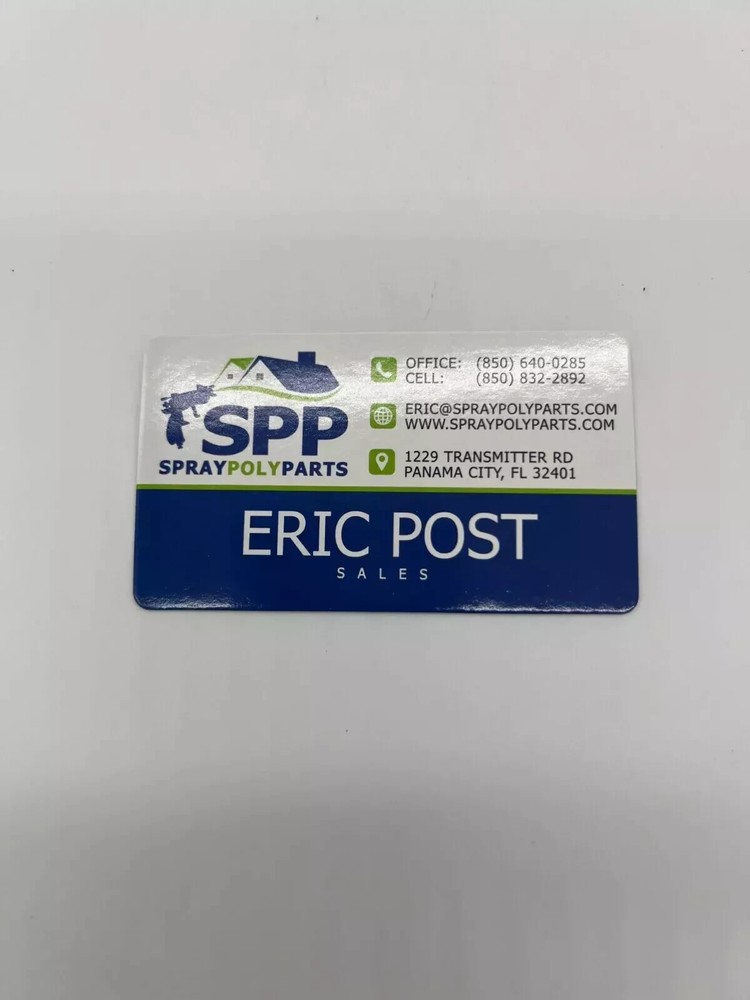 SPP
SPRAYPOLYPARTS
OFFICE: (850) 640-0285
CELL: (850) 832-2892
ERIC@SPRAYPOLYPARTS.COM
WWW.SPRAYPOLYPARTS.COM
1229 TRANSMITTER RD
PANAMA CITY, FL 32401
ERIC POST
SALES